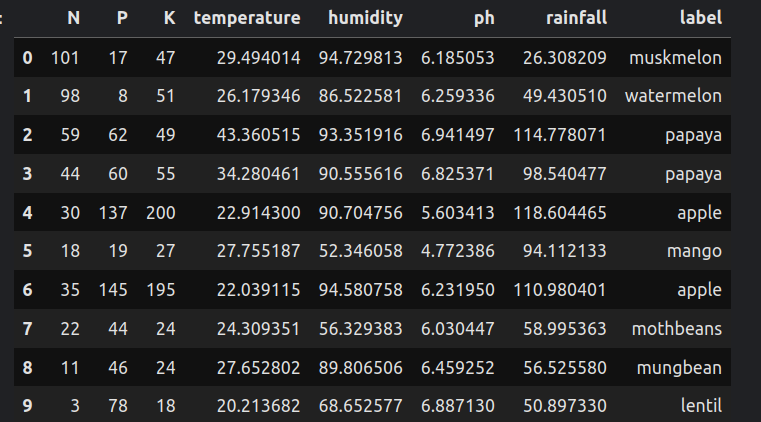 N P K temperature humidity ph rainfall label
0 101 17 47 29.494014 94.729813 6.185053 26.308209 muskmelon
1 98 8 51 26.179346 86.522581 6.259336 49.430510 watermelon
2 59 62 49 43.360515 93.351916 6.941497 114.778071 papaya
3 44 60 55 34.280461 90.555616 6.825371 98.540477 papaya
4 30 137 200 22.914300 90.704756 5.603413 118.604465 apple
5 18 19 27 27.755187 52.346058 4.772386 94.112133 mango
6 35 145 195 22.039115 94.580758 6.231950 110.980401 apple
7 22 44 24 24.309351 56.329383 6.030447 58.995363 mothbeans
8 11 46 24 27.652802 89.806506 6.459252 56.525580 mungbean
9 3 78 18 20.213682 68.652577 6.887130 50.897330 lentil